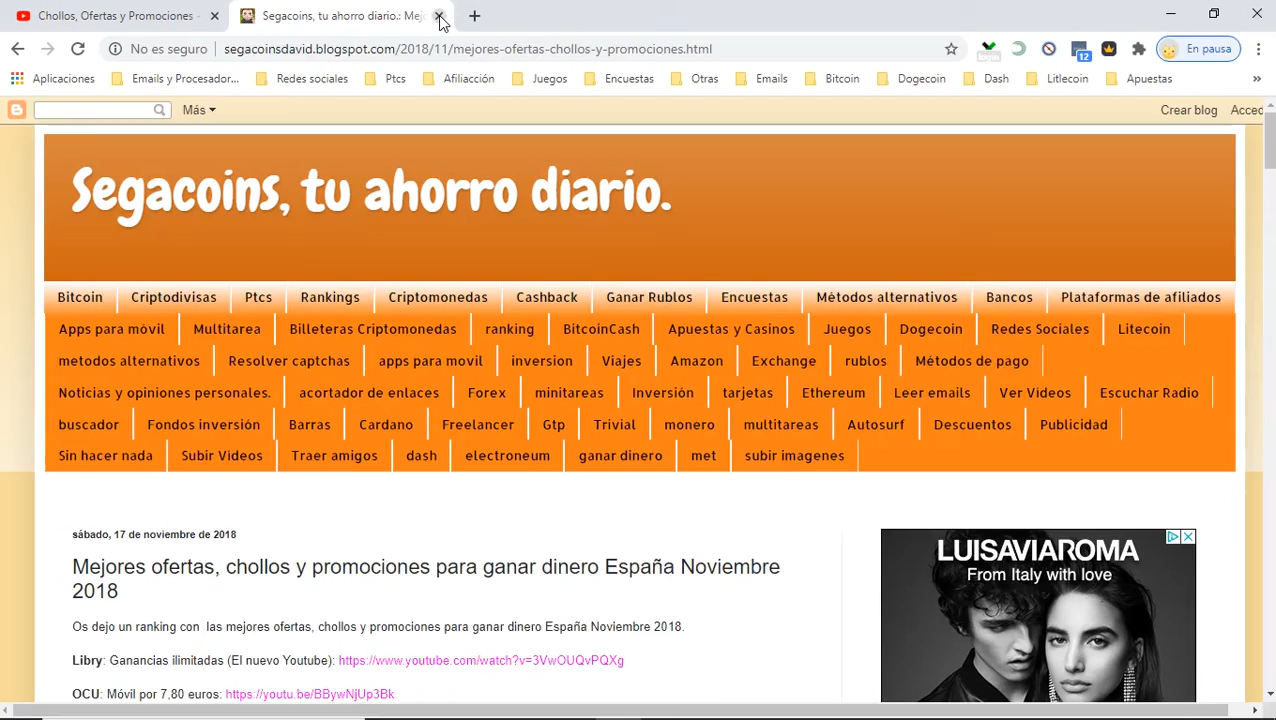 Chollos, Ofertas y Promociones -
Segacoins, tu ahorro diario.: Mej
En pausa
No es seguro
segacoinsdavid.blogspot.com/2018/11/mejores-ofertas-chollos-y-promociones.html
12
Aplicaciones
Emails y Procesador...
Redes sociales
Ptcs
Afiliacción
Juegos
Encuestas
Otras
Emails
Bitcoin
Dogecoin
Dash
Litlecoin
Apuestas
»
Más
Crear blog
Acced
Segacoins, tu ahorro diario.
Bitcoin Criptodivisas Ptcs Rankings Criptomonedas Cashback Ganar Rublos Encuestas Métodos alternativos Bancos Plataformas de afiliados
Apps para móvil Multitarea Billeteras Criptomonedas ranking BitcoinCash Apuestas y Casinos Juegos Dogecoin Redes Sociales Litecoin
metodos alternativos Resolver captchas apps para movil inversion Viajes Amazon Exchange rublos Métodos de pago
Noticias y opiniones personales. acortador de enlaces Forex minitareas Inversión tarjetas Ethereum Leer emails Ver Vídeos Escuchar Radio
buscador Fondos inversión Barras Cardano Freelancer Gtp Trivial monero multitareas Autosurf Descuentos Publicidad
Sin hacer nada Subir Videos Traer amigos dash electroneum ganar dinero met subir imagenes
sábado, 17 de noviembre de 2018
Mejores ofertas, chollos y promociones para ganar dinero España Noviembre
2018
Os dejo un ranking con las mejores ofertas, chollos y promociones para ganar dinero España Noviembre 2018.
Libry: Ganancias ilimitadas (El nuevo Youtube): https://www.youtube.com/watch?v=3VwOUQvPQXg
OCU: Móvil por 7,80 euros: https://youtu.be/BBywNjUp3Bk
LUISAVIAROMA
From Italy with love